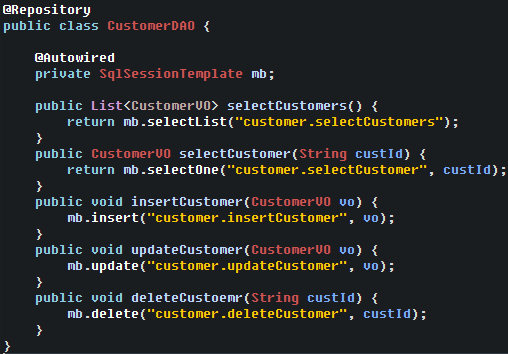 @Repository
public class CustomerDAO {
@Autowired
private SqlSessionTemplate mb;
public List<CustomerVO> selectCustomers() {
return mb.selectList("customer.selectCustomers");
}
public CustomerVO selectCustomer(String custId) {
return mb.selectOne("customer.selectCustomer", custId);
}
public void insertCustomer(CustomerVO vo) {
mb.insert("customer.insertCustomer", vo);
}
public void updateCustomer(CustomerVO vo) {
mb.update("customer.updateCustomer", vo);
}
public void deleteCustoemr(String custId) {
mb.delete("customer.deleteCustomer", custId);
}
}